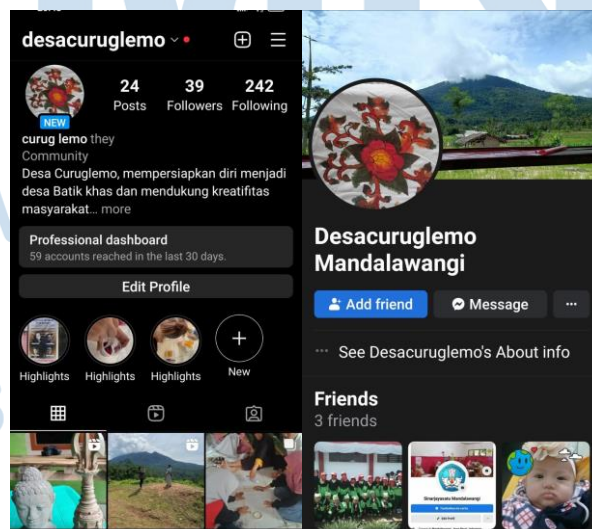 desacuruglemo
24 39 242
Posts Followers Following
NEW
curug lemo they
Community
Desa Curuglemo, mempersiapkan diri menjadi
desa Batik khas dan mendukung kreatifitas
masyarakat... more
Professional dashboard
59 accounts reached in the last 30 days.
Edit Profile
Highlights Highlights Highlights New
Desacuruglemo
Mandalawangi
Add friend Message
See Desacuruglemo's About info
Friends
3 friends
Sinarjayasatu Mandalawangi